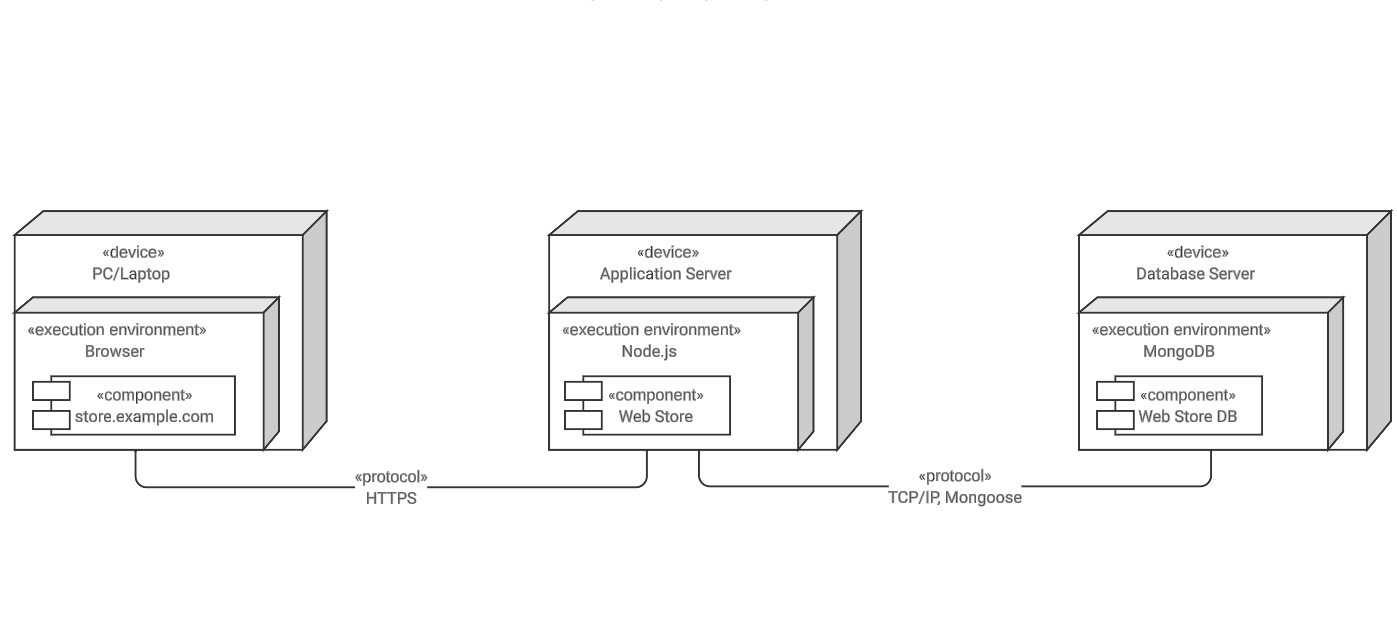 «device»
PC/Laptop
«execution environment»
Browser
«component»
store.example.com
«device»
Application Server
«execution environment»
Node.js
«component»
Web Store
«device»
Database Server
«execution environment»
MongoDB
«component»
Web Store DB
«protocol»
HTTPS
«protocol»
TCP/IP, Mongoose